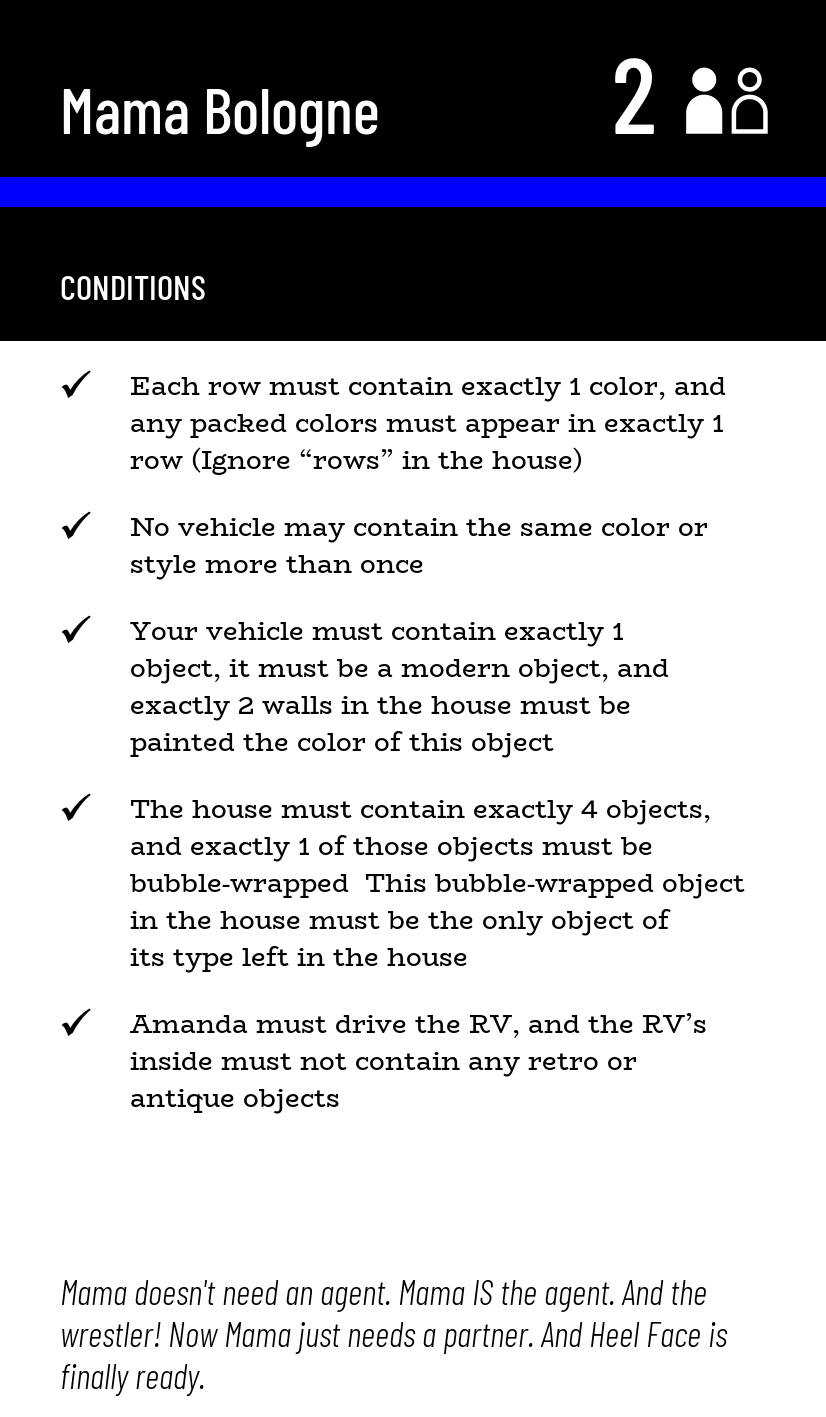 Mama Bologne
2
CONDITIONS
✓ Each row must contain exactly 1 color, and
any packed colors must appear in exactly 1
row (Ignore “rows” in the house)
✓ No vehicle may contain the same color or
style more than once
✓ Your vehicle must contain exactly 1
object, it must be a modern object, and
exactly 2 walls in the house must be
painted the color of this object
✓ The house must contain exactly 4 objects,
and exactly 1 of those objects must be
bubble-wrapped  This bubble-wrapped object
in the house must be the only object of
its type left in the house
✓ Amanda must drive the RV, and the RV’s
inside must not contain any retro or
antique objects
Mama doesn't need an agent. Mama IS the agent. And the
wrestler! Now Mama just needs a partner. And Heel Face is
finally ready.